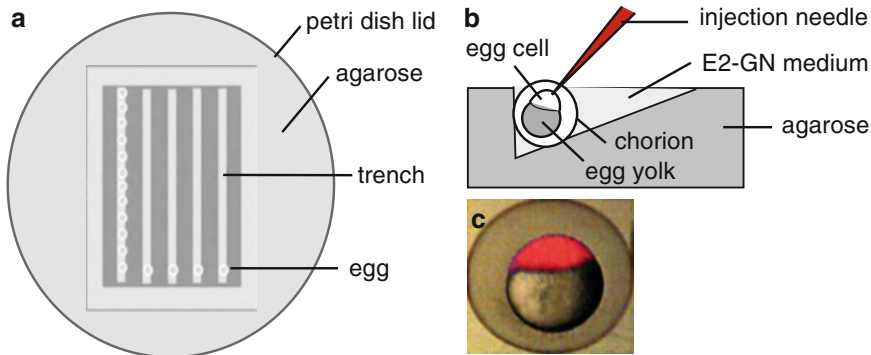 a
petri dish lid
agarose
trench
egg
b
injection needle
egg cell
E2-GN medium
agarose
chorion
egg yolk
c